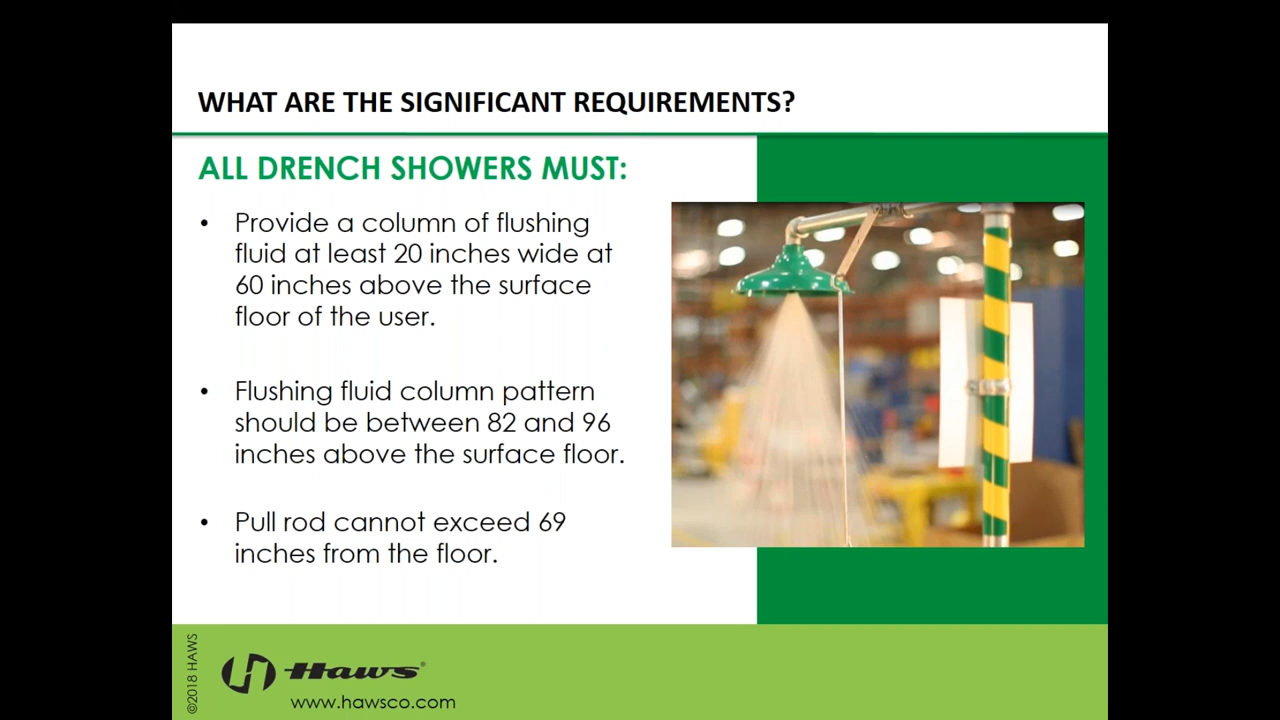 WHAT ARE THE SIGNIFICANT REQUIREMENTS?
ALL DRENCH SHOWERS MUST:
• Provide a column of flushing
fluid at least 20 inches wide at
60 inches above the surface
floor of the user.
• Flushing fluid column pattern
should be between 82 and 96
inches above the surface floor.
• Pull rod cannot exceed 69
inches from the floor.
©2018 HAWS
Haws®
www.hawsco.com